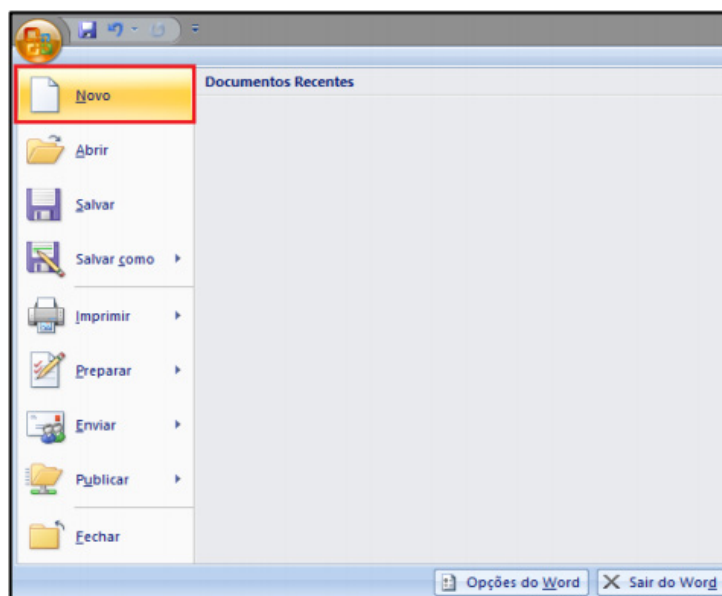 Novo
Documentos Recentes
Abrir
Salvar
Salvar como
Imprimir
Preparar
Enviar
Publicar
Fechar
Opções do Word
Sair do Word